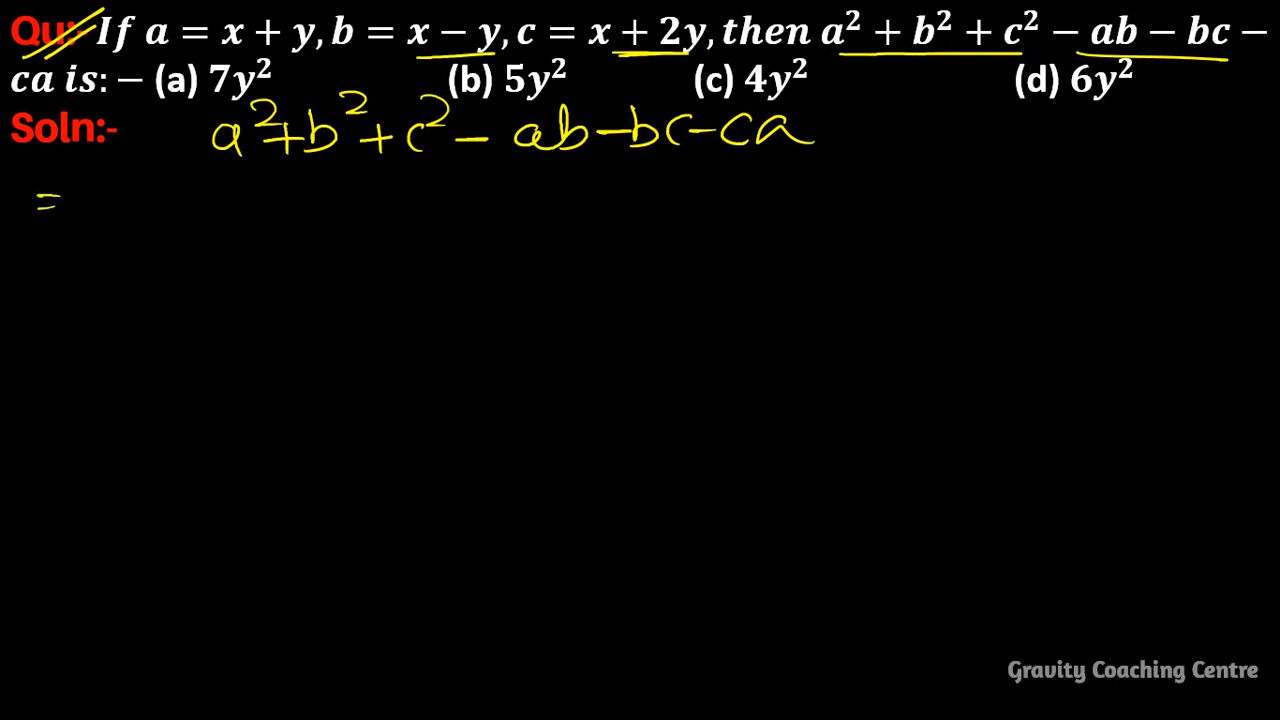 Qu:- If a = x + y, b = x − y, c = x + 2y, then a² + b² + c² − ab − bc −
ca is: − (a) 7y² (b) 5y² (c) 4y² (d) 6y²
Soln:- a²+b²+c²− ab−bc−ca
=
Gravity Coaching Centre